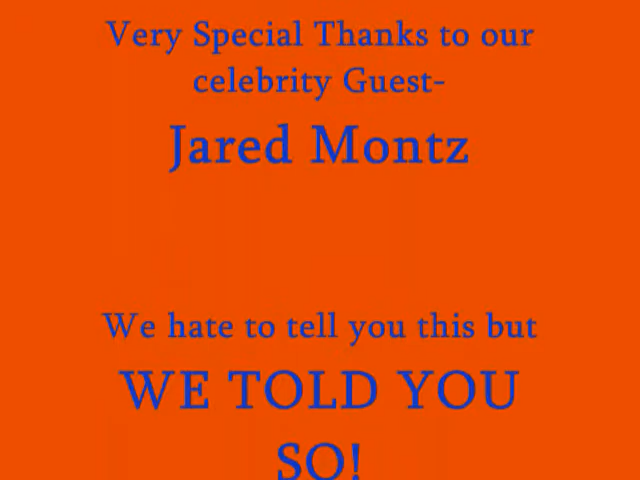 Very Special Thanks to our
celebrity Guest-
Jared Montz
We hate to tell you this but
WE TOLD YOU
SO!